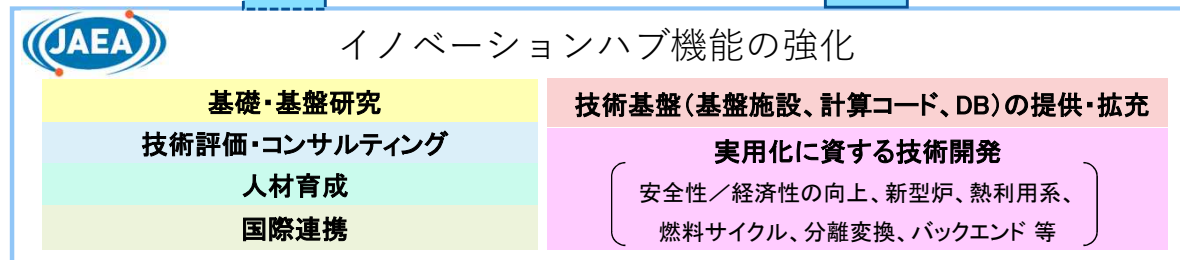 JAEA
イノベーションハブ機能の強化
基礎・基盤研究
技術評価・コンサルティング
人材育成
国際連携
技術基盤(基盤施設、計算コード、DB)の提供・拡充
実用化に資する技術開発
安全性／経済性の向上、新型炉、熱利用系、
燃料サイクル、分離変換、バックエンド 等